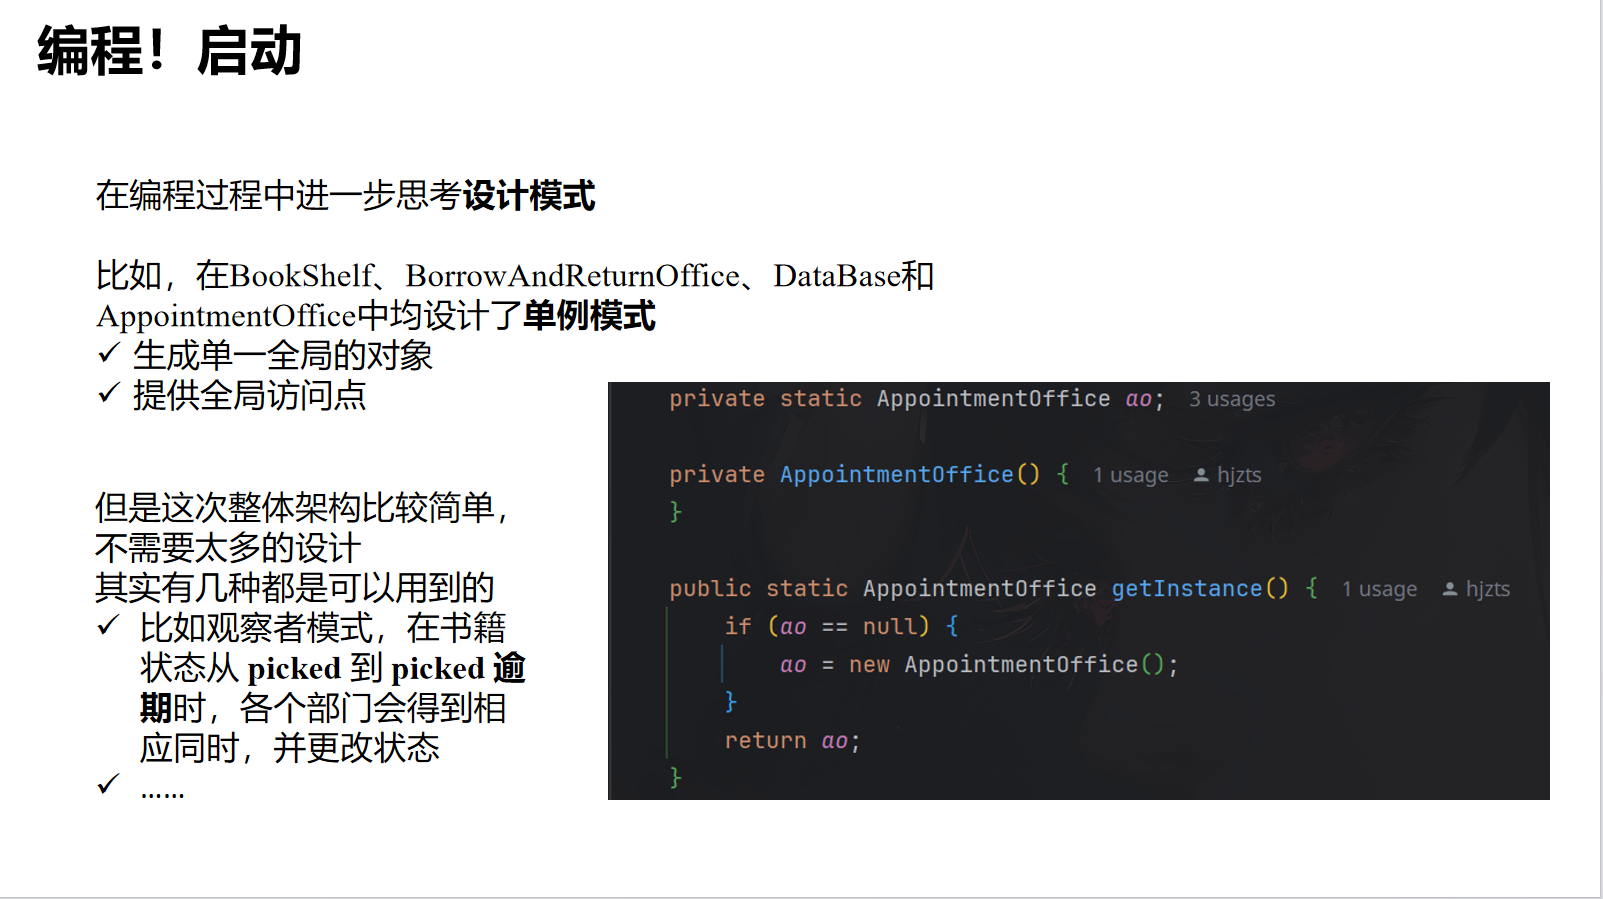 编程！启动
在编程过程中进一步思考设计模式
比如，在BookShelf、BorrowAndReturnOffice、DataBase和
AppointmentOffice中均设计了单例模式
✓ 生成单一全局的对象
✓ 提供全局访问点
但是这次整体架构比较简单，
不需要太多的设计
其实有几种都是可以用到的
✓ 比如观察者模式，在书籍
状态从 picked 到 picked 逾
期时，各个部门会得到相
应同时，并更改状态
✓ ……
private static AppointmentOffice ao; 3 usages
private AppointmentOffice() { 1 usage hjzts
}
public static AppointmentOffice getInstance() { 1 usage hjzts
if (ao == null) {
ao = new AppointmentOffice();
}
return ao;
}